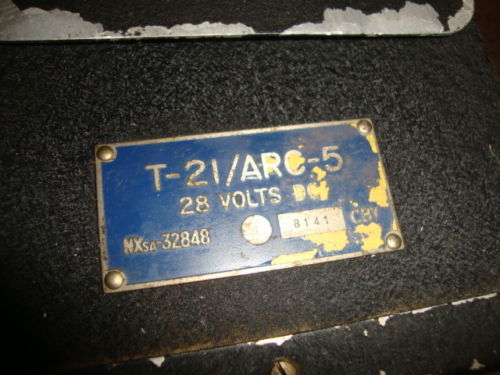 T-21/ARC-5
28 VOLTS DC
NXSA-32848 8141 CBY